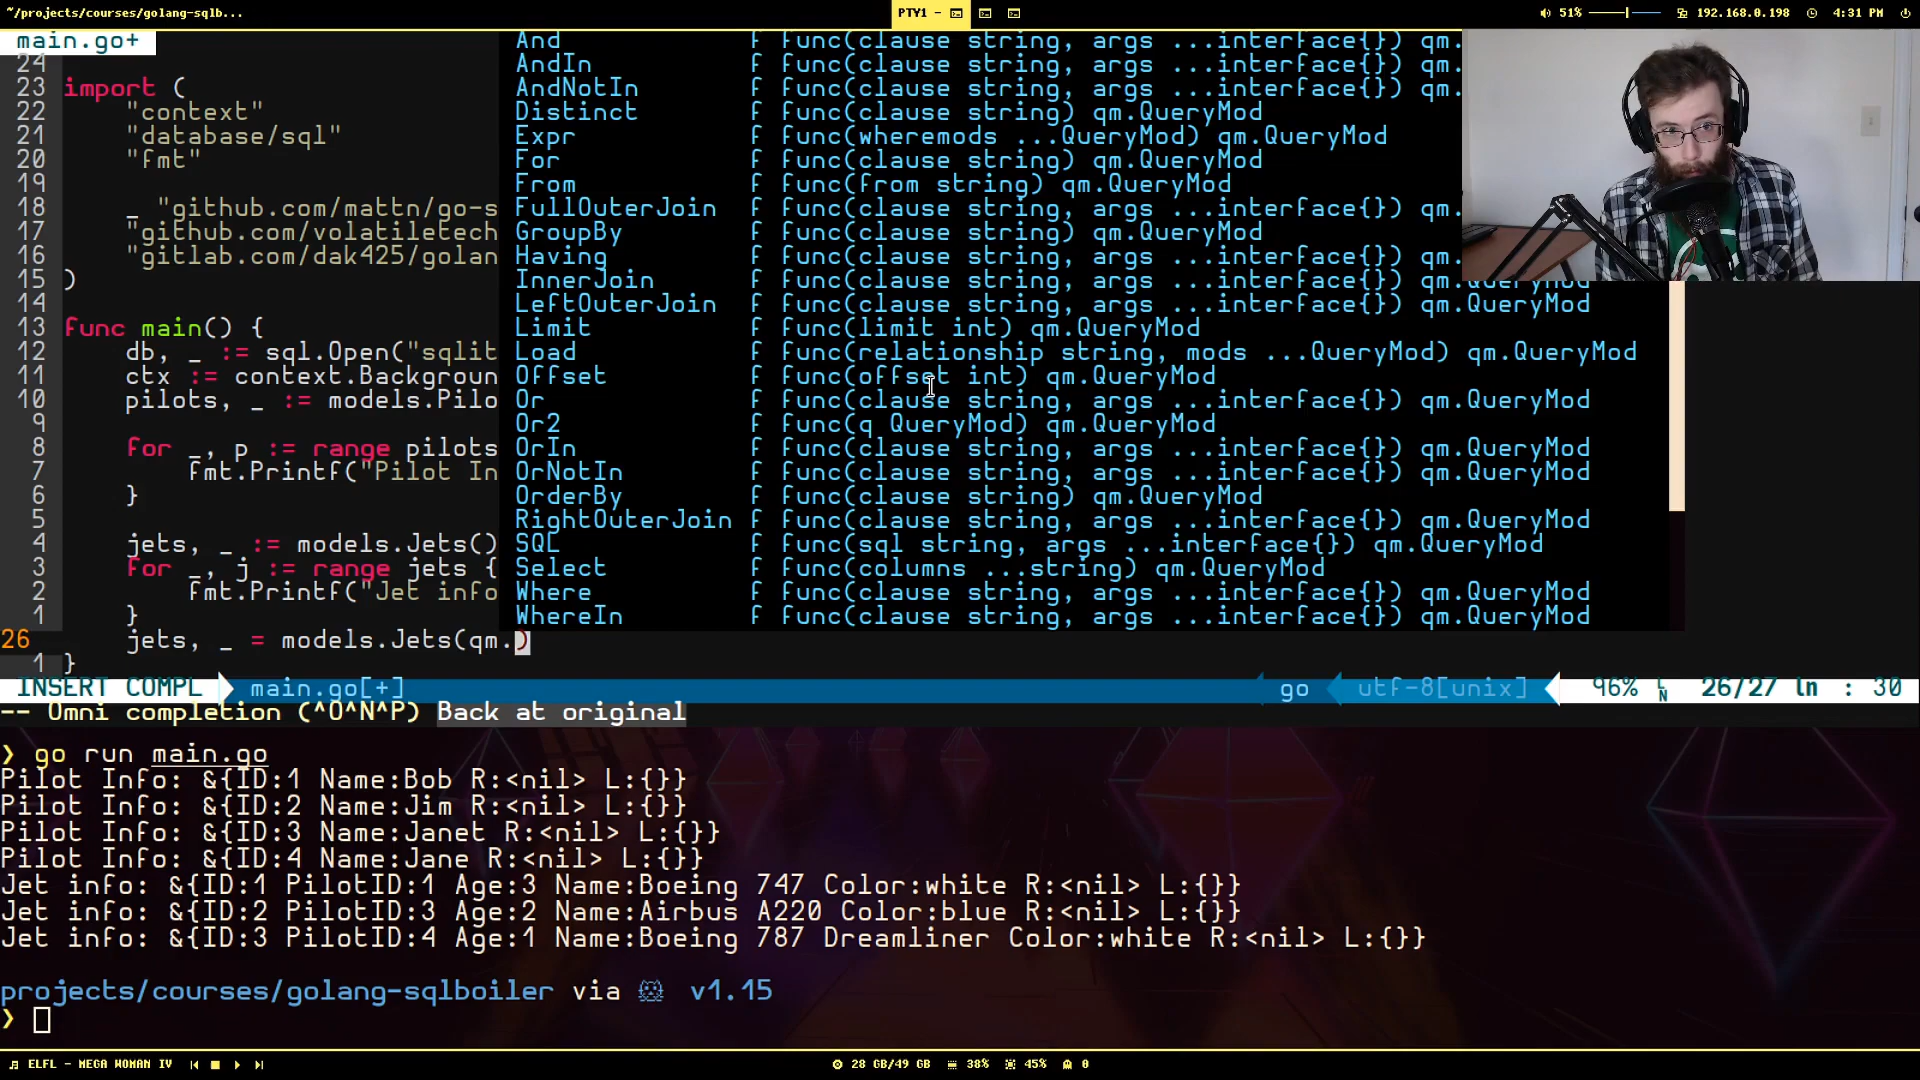 ~/projects/courses/golang-sqlb...
PTY1 -
51%
192.168.0.198
4:31 PM
main.go+
24
23 import (
22 "context"
21 "database/sql"
20 "fmt"
19
18 _ "github.com/mattn/go-s
17 "github.com/volatiletech
16 "gitlab.com/dak425/golan
15 )
14
13 func main() {
12 db, _ := sql.Open("sqlit
11 ctx := context.Backgroun
10 pilots, _ := models.Pilo
9
8 for _, p := range pilots
7 fmt.Printf("Pilot In
6 }
5
4 jets, _ := models.Jets()
3 for _, j := range jets {
2 fmt.Printf("Jet info
1 }
26 jets, _ = models.Jets(qm.)
1 }
And f func(clause string, args ...interface{}) qm.
AndIn f func(clause string, args ...interface{}) qm.
AndNotIn f func(clause string, args ...interface{}) qm.
Distinct f func(clause string) qm.QueryMod
Expr f func(wheremods ...QueryMod) qm.QueryMod
For f func(clause string) qm.QueryMod
From f func(from string) qm.QueryMod
FullOuterJoin f func(clause string, args ...interface{}) qm.
GroupBy f func(clause string) qm.QueryMod
Having f func(clause string, args ...interface{}) qm.
InnerJoin f func(clause string, args ...interface{}) qm.QueryMod
LeftOuterJoin f func(clause string, args ...interface{}) qm.QueryMod
Limit f func(limit int) qm.QueryMod
Load f func(relationship string, mods ...QueryMod) qm.QueryMod
Offset f func(offset int) qm.QueryMod
Or f func(clause string, args ...interface{}) qm.QueryMod
Or2 f func(q QueryMod) qm.QueryMod
OrIn f func(clause string, args ...interface{}) qm.QueryMod
OrNotIn f func(clause string, args ...interface{}) qm.QueryMod
OrderBy f func(clause string) qm.QueryMod
RightOuterJoin f func(clause string, args ...interface{}) qm.QueryMod
SQL f func(sql string, args ...interface{}) qm.QueryMod
Select f func(columns ...string) qm.QueryMod
Where f func(clause string, args ...interface{}) qm.QueryMod
WhereIn f func(clause string, args ...interface{}) qm.QueryMod
INSERT COMPL main.go[+] go utf-8[unix] 96% LN 26/27 ln : 30
-- Omni completion (^O^N^P) Back at original
❯ go run main.go
Pilot Info: &{ID:1 Name:Bob R:<nil> L:{}}
Pilot Info: &{ID:2 Name:Jim R:<nil> L:{}}
Pilot Info: &{ID:3 Name:Janet R:<nil> L:{}}
Pilot Info: &{ID:4 Name:Jane R:<nil> L:{}}
Jet info: &{ID:1 PilotID:1 Age:3 Name:Boeing 747 Color:white R:<nil> L:{}}
Jet info: &{ID:2 PilotID:3 Age:2 Name:Airbus A220 Color:blue R:<nil> L:{}}
Jet info: &{ID:3 PilotID:4 Age:1 Name:Boeing 787 Dreamliner Color:white R:<nil> L:{}}
projects/courses/golang-sqlboiler via v1.15
❯
ELFL - MEGA WOMAN IV
28 GB/49 GB
38%
45%
0